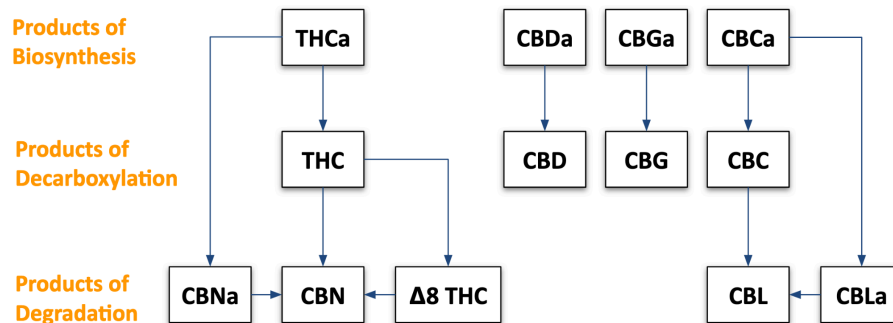 Products of
Biosynthesis
THCa
CBDa
CBGa
CBCa
Products of
Decarboxylation
THC
CBD
CBG
CBC
Products of
Degradation
CBNa
CBN
Δ8 THC
CBL
CBLa